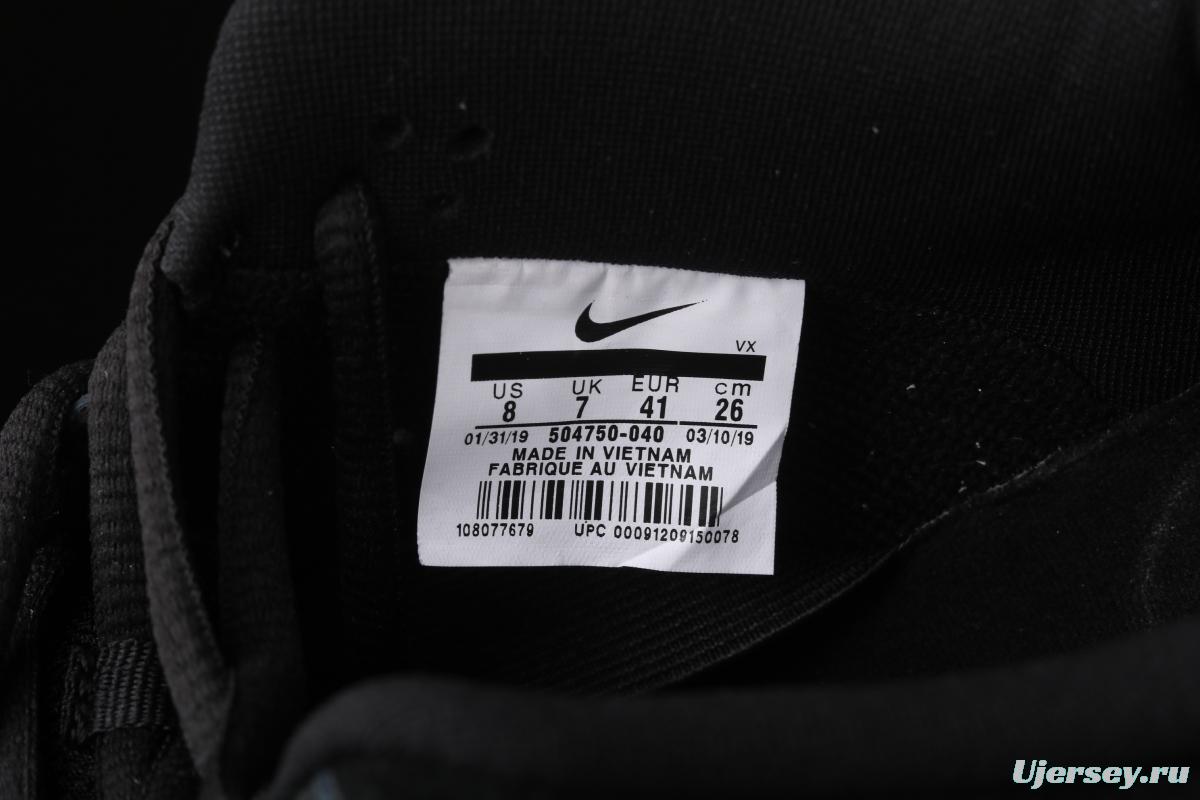 VX
US UK EUR cm
8 7 41 26
01/31/19 504750-040 03/10/19
MADE IN VIETNAM
FABRIQUE AU VIETNAM
108077679 UPC 00091209150078
Ujersey.ru